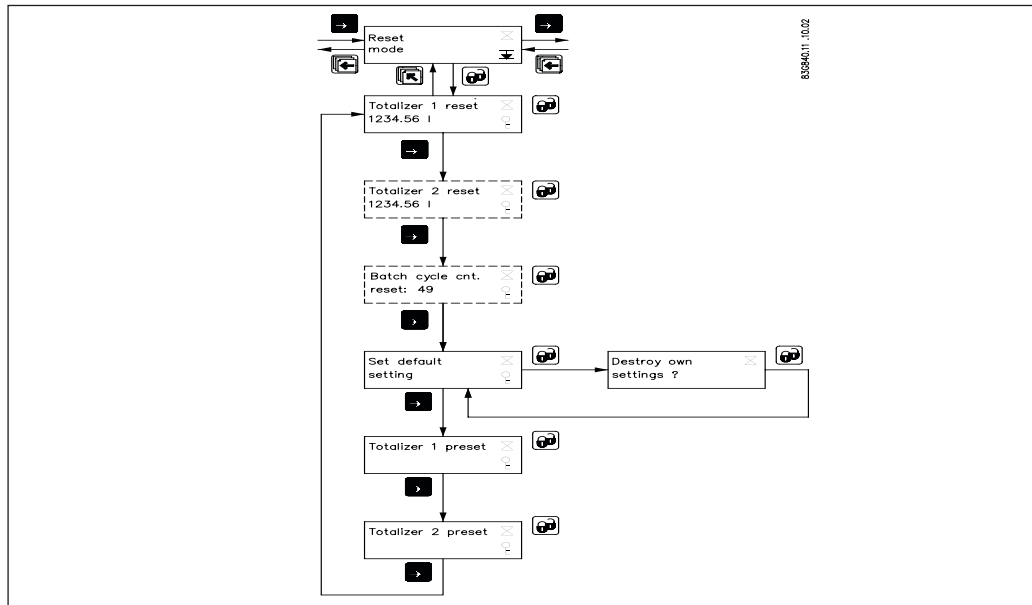 Reset
mode
83G840.11 .10.02
Totalizer 1 reset
1234.56 l
Totalizer 2 reset
1234.56 l
Batch cycle cnt.
reset: 49
Set default
setting
Destroy own
settings ?
Totalizer 1 preset
Totalizer 2 preset